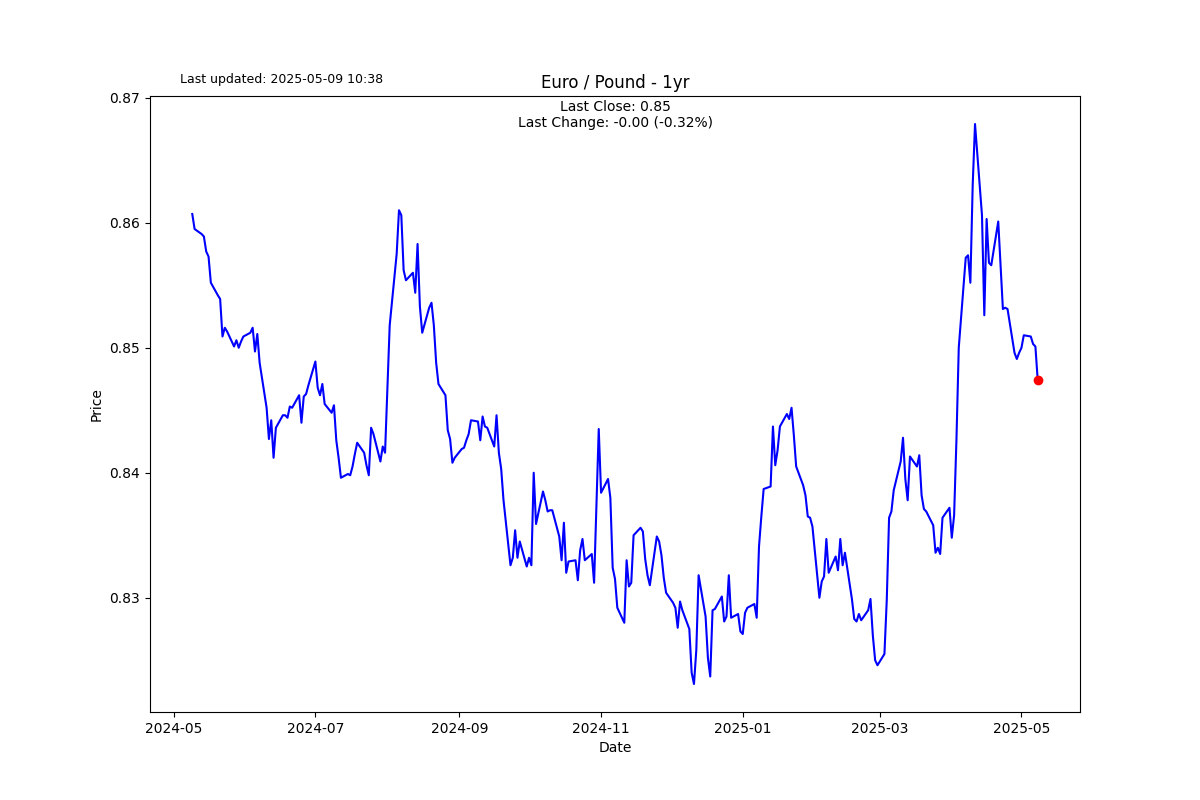 Last updated: 2025-05-09 10:38
Euro / Pound - 1yr
Last Close: 0.85
Last Change: -0.00 (-0.32%)
0.87
0.86
0.85
0.84
0.83
Price
2024-05
2024-07
2024-09
2024-11
2025-01
2025-03
2025-05
Date